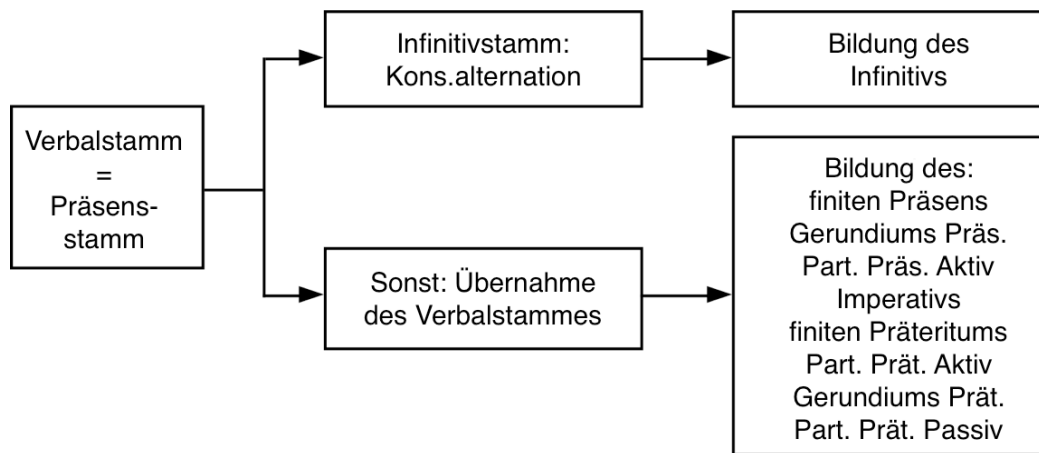 Verbalstamm
=
Präsens-
stamm
Infinitivstamm:
Kons.alternation
Bildung des
Infinitivs
Sonst: Übernahme
des Verbalstammes
Bildung des:
finiten Präsens
Gerundiums Präs.
Part. Präs. Aktiv
Imperativs
finiten Präteritums
Part. Prät. Aktiv
Gerundiums Prät.
Part. Prät. Passiv